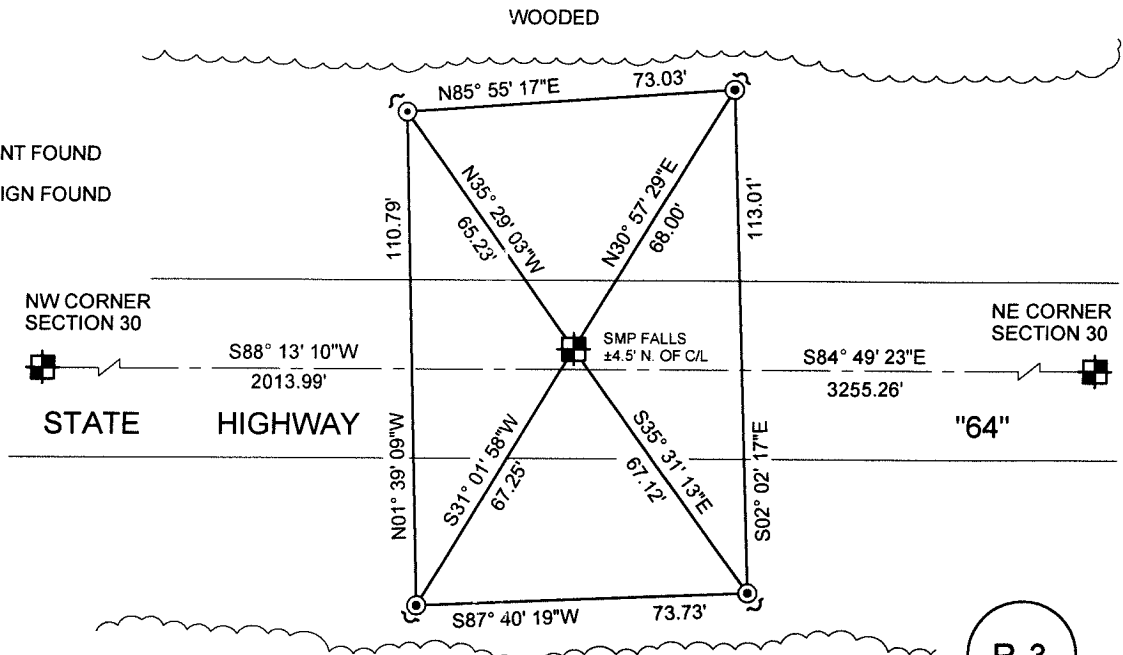 WOODED
N85° 55' 17"E 73.03'
NT FOUND
IGN FOUND
N35° 29' 03"W
65.23'
N30° 57' 29"E
68.00'
110.79'
113.01'
NW CORNER
SECTION 30
NE CORNER
SECTION 30
SMP FALLS
±4.5' N. OF C/L
S88° 13' 10"W
2013.99'
S84° 49' 23"E
3255.26'
STATE HIGHWAY "64"
N01° 39' 09"W
S31° 01' 58"W
67.25'
S35° 31' 13"E
67.12'
S02° 02' 17"E
S87° 40' 19"W 73.73'
R-3